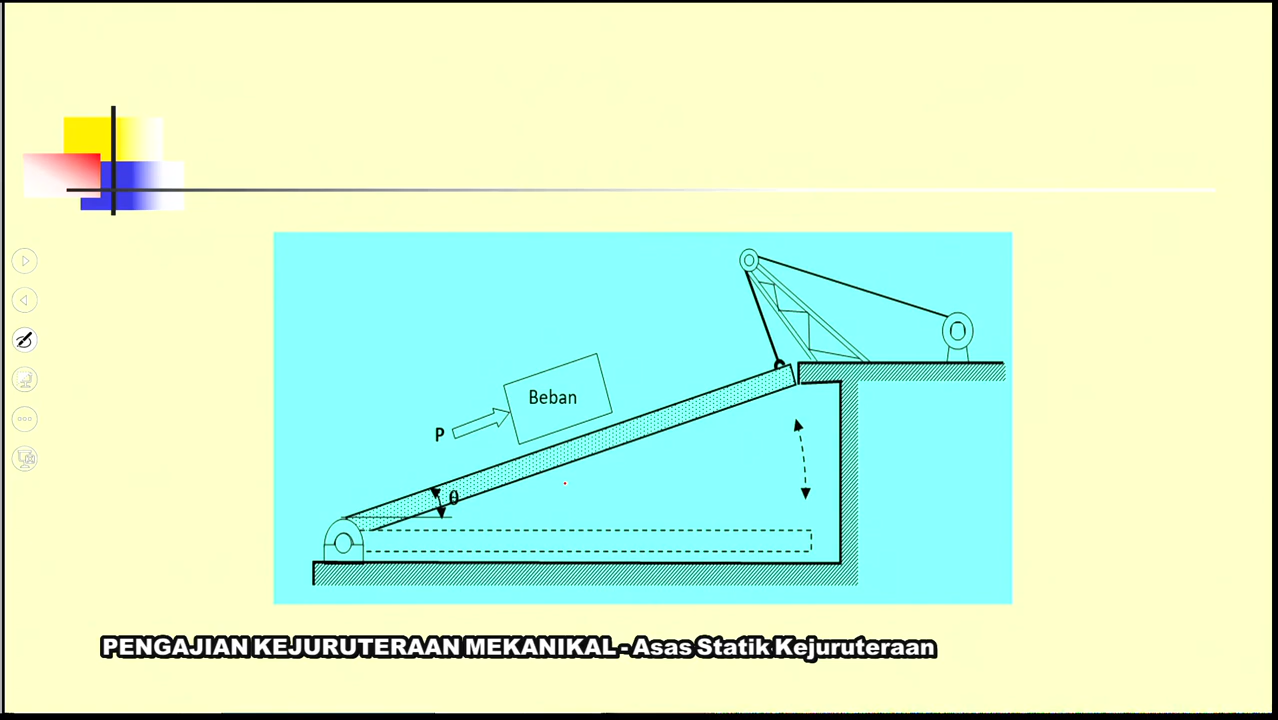 Beban
P
θ
PENGAJIAN KEJURUTERAAN MEKANIKAL - Asas Statik Kejuruteraan